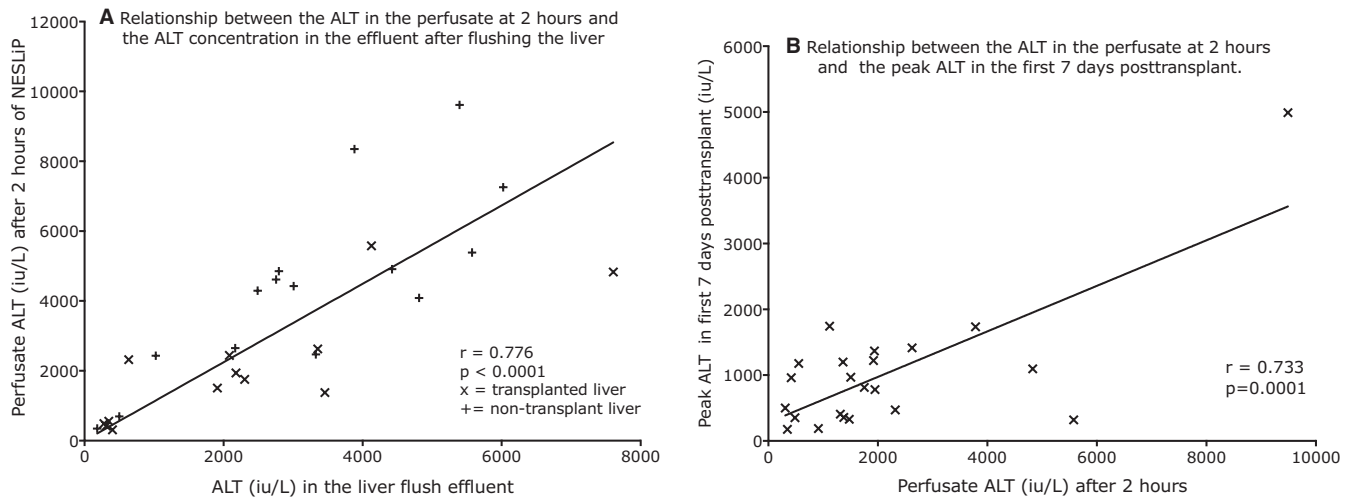 A Relationship between the ALT in the perfusate at 2 hours and
the ALT concentration in the effluent after flushing the liver
Perfusate ALT (iu/L) after 2 hours of NESLiP
12000
10000
8000
6000
4000
2000
0
r = 0.776
p < 0.0001
x = transplanted liver
+= non-transplant liver
0 2000 4000 6000 8000
ALT (iu/L) in the liver flush effluent
B Relationship between the ALT in the perfusate at 2 hours
and the peak ALT in the first 7 days posttransplant.
Peak ALT in first 7 days posttransplant (iu/L)
6000
5000
4000
3000
2000
1000
0
r = 0.733
p=0.0001
0 2000 4000 6000 8000 10000
Perfusate ALT (iu/L) after 2 hours